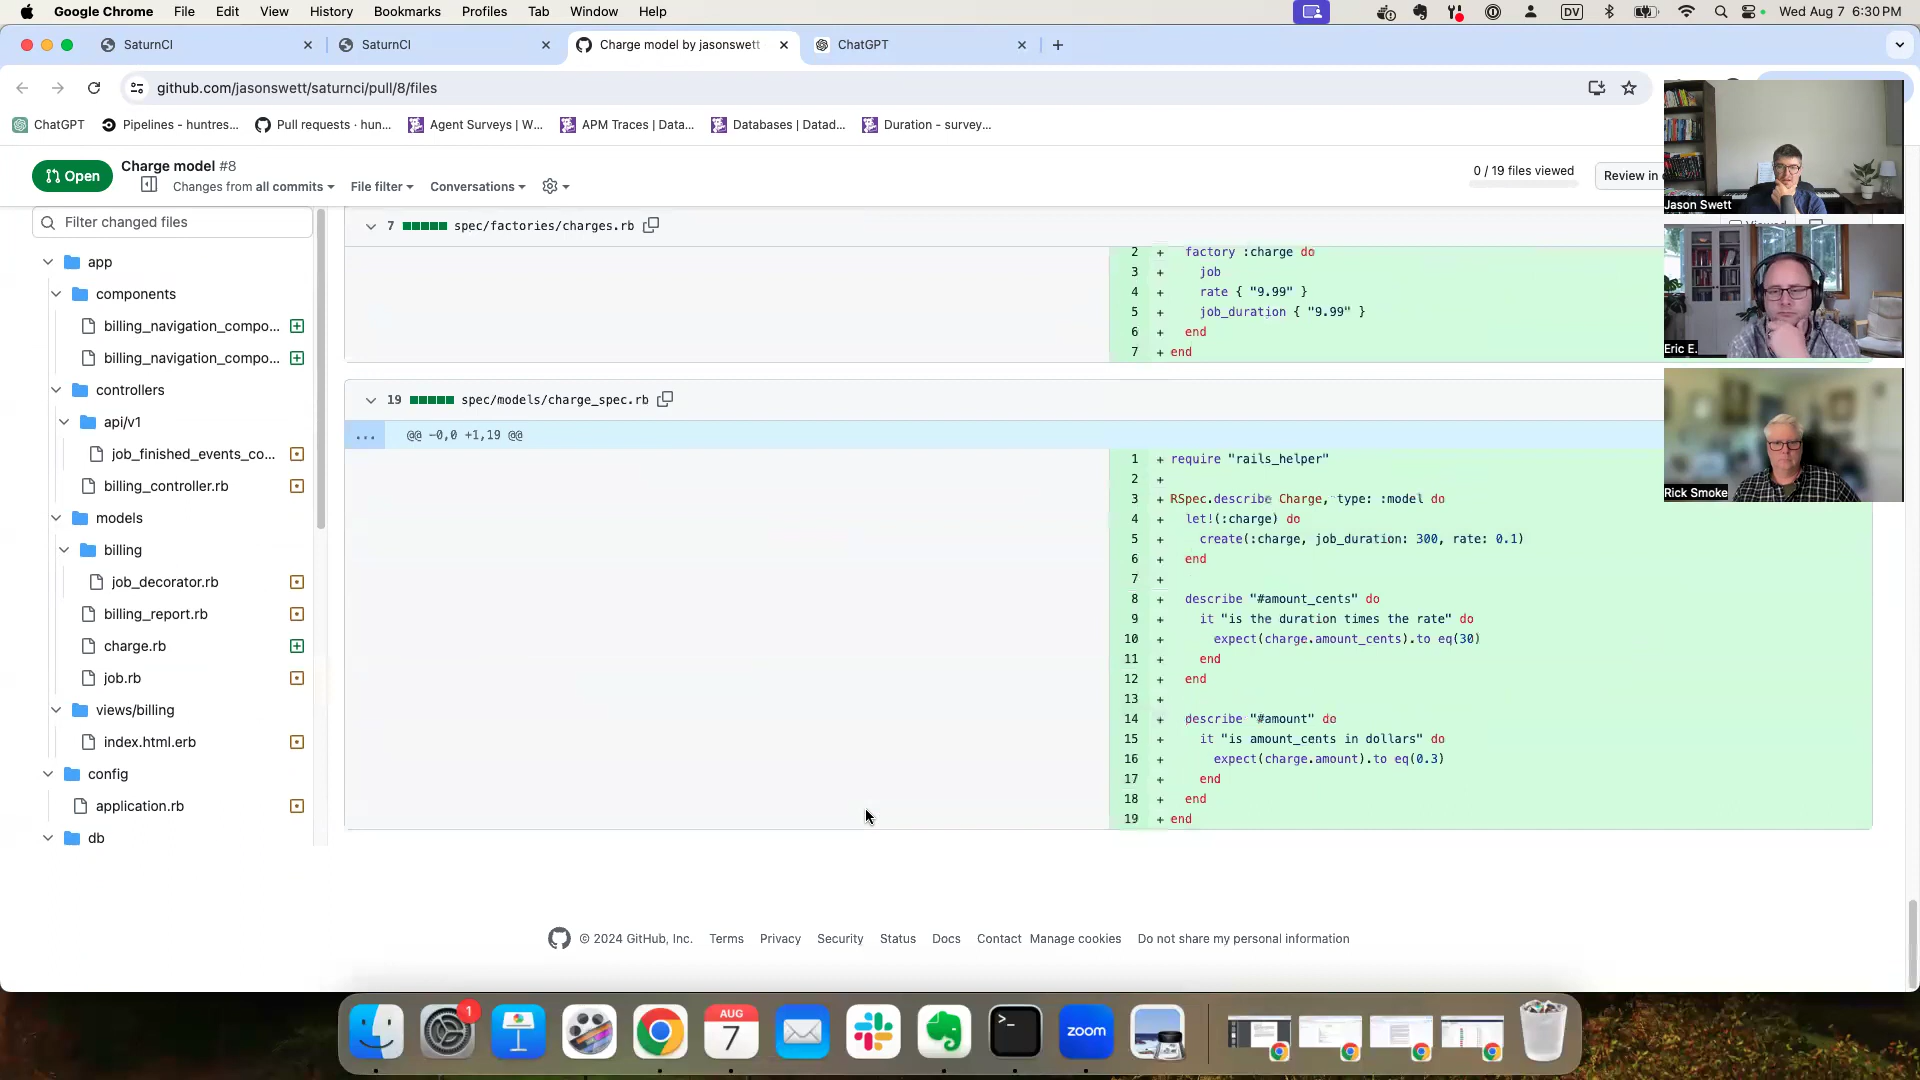 Google Chrome File Edit View History Bookmarks Profiles Tab Window Help
DV Wed Aug 7 6:30 PM
SaturnCI
SaturnCI
Charge model by jasonswett
ChatGPT
github.com/jasonswett/saturnci/pull/8/files
ChatGPT
Pipelines - huntres...
Pull requests · hun...
Agent Surveys | W...
APM Traces | Data...
Databases | Datad...
Duration - survey...
Open
Charge model #8
Changes from all commits
File filter
Conversations
0 / 19 files viewed
Review in
Jason Swett
Eric E.
Rick Smoke
Filter changed files
app
components
billing_navigation_compo...
billing_navigation_compo...
controllers
api/v1
job_finished_events_co...
billing_controller.rb
models
billing
job_decorator.rb
billing_report.rb
charge.rb
job.rb
views/billing
index.html.erb
config
application.rb
db
7 spec/factories/charges.rb
2 + factory :charge do
3 + job
4 + rate { "9.99" }
5 + job_duration { "9.99" }
6 + end
7 + end
19 spec/models/charge_spec.rb
... @@ -0,0 +1,19 @@
1 + require "rails_helper"
2 +
3 + RSpec.describe Charge, type: :model do
4 + let!(:charge) do
5 + create(:charge, job_duration: 300, rate: 0.1)
6 + end
7 +
8 + describe "#amount_cents" do
9 + it "is the duration times the rate" do
10 + expect(charge.amount_cents).to eq(30)
11 + end
12 + end
13 +
14 + describe "#amount" do
15 + it "is amount_cents in dollars" do
16 + expect(charge.amount).to eq(0.3)
17 + end
18 + end
19 + end
© 2024 GitHub, Inc. Terms Privacy Security Status Docs Contact Manage cookies Do not share my personal information
1
AUG
7
zoom